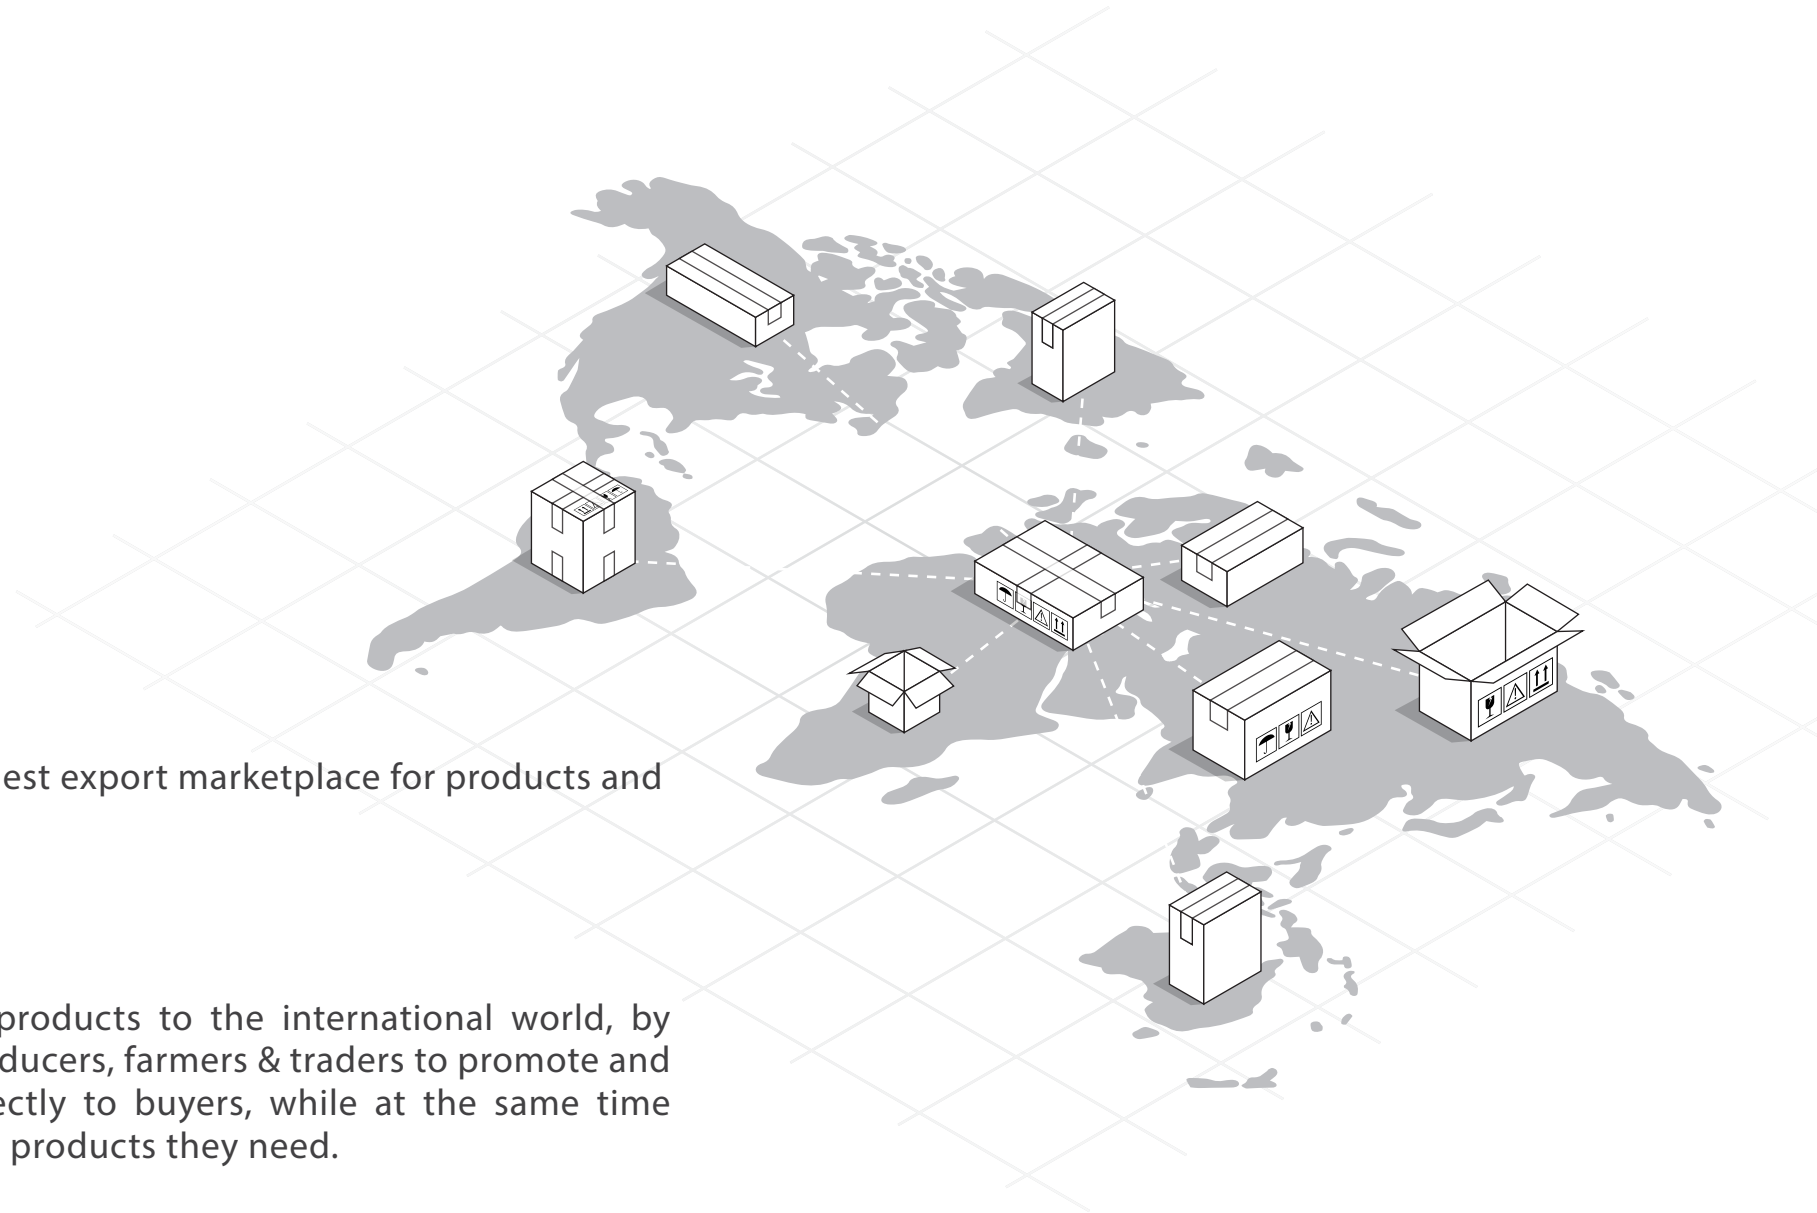 est export marketplace for products and
products to the international world, by
ducers, farmers & traders to promote and
ectly to buyers, while at the same time
products they need.